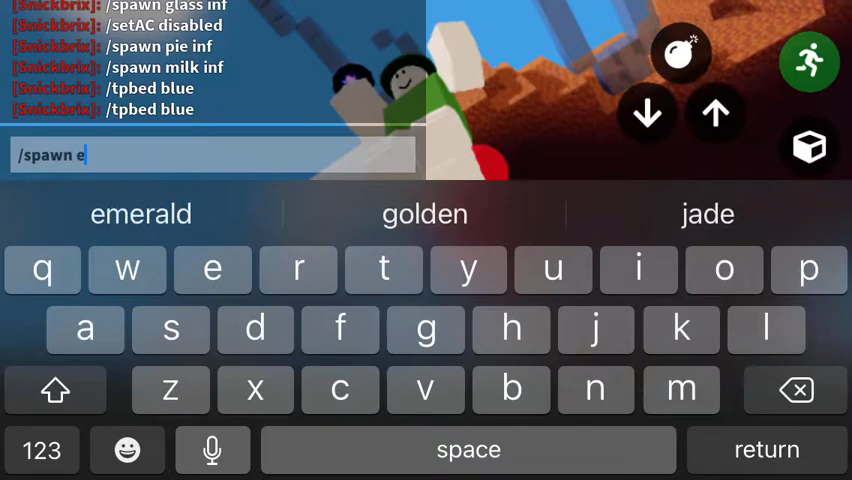 [Snickbrix]: /spawn glass inf
[Snickbrix]: /setAC disabled
[Snickbrix]: /spawn pie inf
[Snickbrix]: /spawn milk inf
[Snickbrix]: /tpbed blue
[Snickbrix]: /tpbed blue
/spawn e
emerald golden jade
q w e r t y u i o p
a s d f g h j k l
z x c v b n m
123 space return